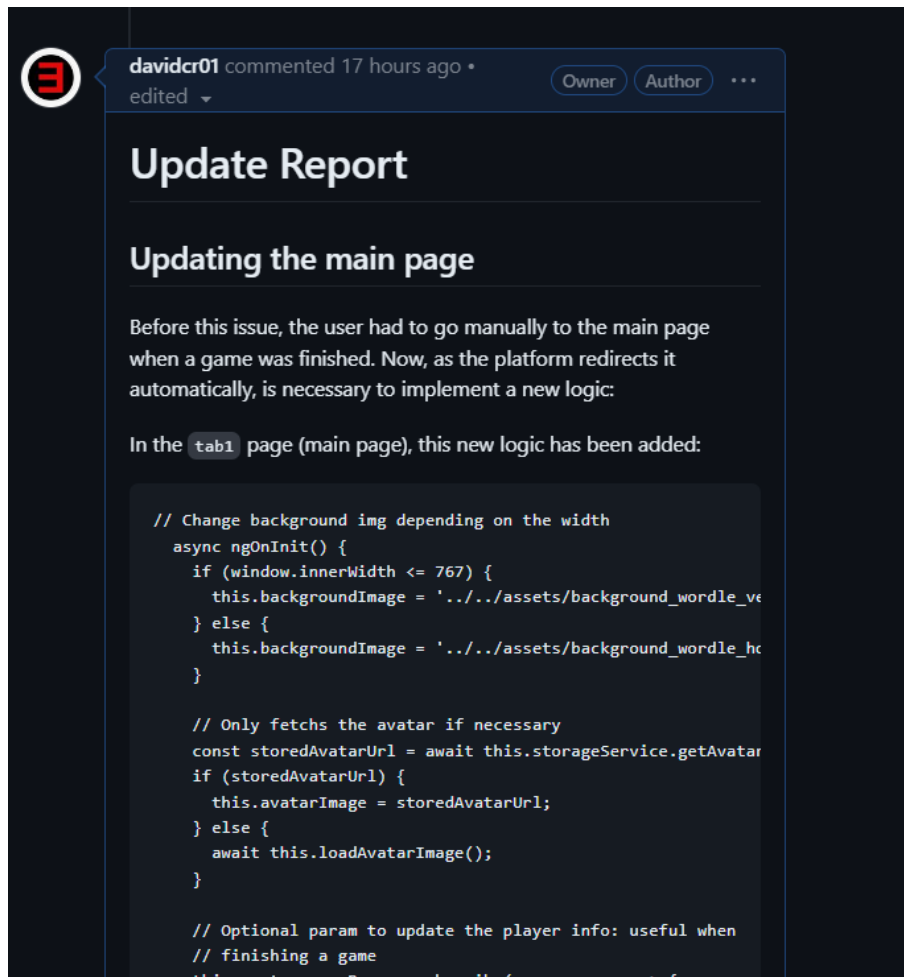 davidcr01 commented 17 hours ago •
edited
Owner
Author
Update Report
Updating the main page
Before this issue, the user had to go manually to the main page
when a game was finished. Now, as the platform redirects it
automatically, is necessary to implement a new logic:
In the tab1 page (main page), this new logic has been added:
// Change background img depending on the width
async ngOnInit() {
if (window.innerWidth <= 767) {
this.backgroundImage = '../../assets/background_wordle_ve
} else {
this.backgroundImage = '../../assets/background_wordle_ho
}
// Only fetchs the avatar if necessary
const storedAvatarUrl = await this.storageService.getAvatar
if (storedAvatarUrl) {
this.avatarImage = storedAvatarUrl;
} else {
await this.loadAvatarImage();
}
// Optional param to update the player info: useful when
// finishing a game